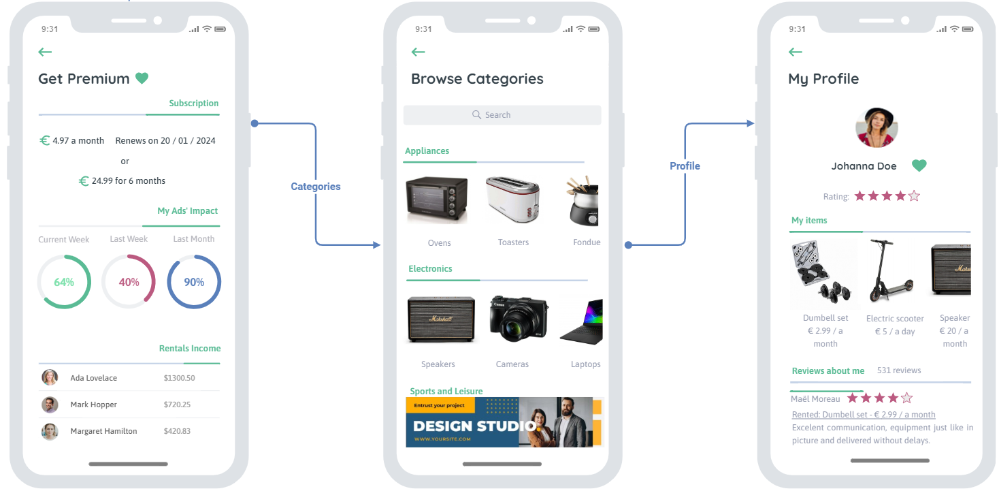 9:31
Get Premium
Subscription
€ 4.97 a month Renews on 20 / 01 / 2024
or
€ 24.99 for 6 months
My Ads' Impact
Current Week Last Week Last Month
64% 40% 90%
Rentals Income
Ada Lovelace $1300.50
Mark Hopper $720.25
Margaret Hamilton $420.83
Categories
9:31
Browse Categories
Search
Appliances
Ovens Toasters Fondue
Electronics
Marshall Canon
Speakers Cameras Laptops
Sports and Leisure
Entrust your project
DESIGN STUDIO.
WWW.YOURSITE.COM
Profile
9:31
My Profile
Johanna Doe
Rating:
My items
Marsh
Dumbell set Electric scooter Speaker
€ 2.99 / a € 5 / a day € 20 / a
month month
Reviews about me 531 reviews
Maël Moreau
Rented: Dumbell set - € 2.99 / a month
Excelent communication, equipment just like in
picture and delivered without delays.